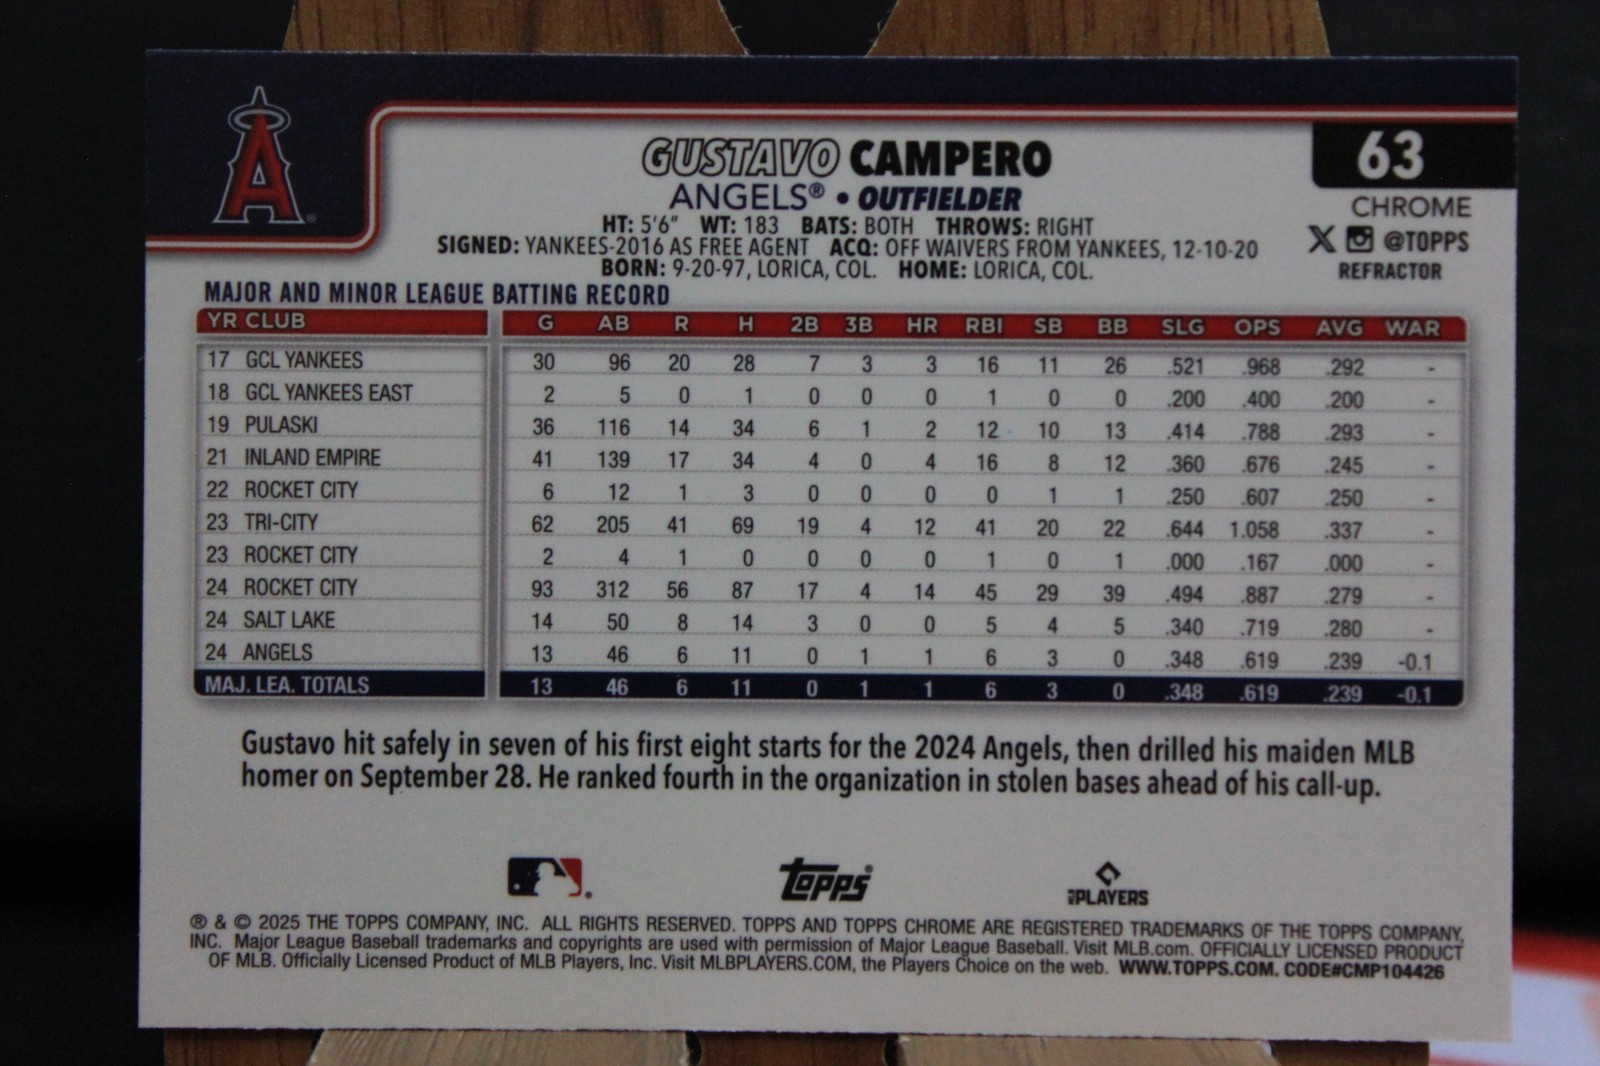 A
GUSTAVO CAMPERO
63
ANGELS® • OUTFIELDER
CHROME
HT: 5'6" WT: 183 BATS: BOTH THROWS: RIGHT
X @TOPPS
SIGNED: YANKEES-2016 AS FREE AGENT ACQ: OFF WAIVERS FROM YANKEES, 12-10-20
BORN: 9-20-97, LORICA, COL. HOME: LORICA, COL.
REFRACTOR
MAJOR AND MINOR LEAGUE BATTING RECORD
YR CLUB G AB R H 2B 3B HR RBI SB BB SLG OPS AVG WAR
17 GCL YANKEES 30 96 20 28 7 3 3 16 11 26 .521 .968 .292 -
18 GCL YANKEES EAST 2 5 0 1 0 0 0 1 0 0 .200 .400 .200 -
19 PULASKI 36 116 14 34 6 1 2 12 10 13 .414 .788 .293 -
21 INLAND EMPIRE 41 139 17 34 4 0 4 16 8 12 .360 .676 .245 -
22 ROCKET CITY 6 12 1 3 0 0 0 0 1 1 .250 .607 .250 -
23 TRI-CITY 62 205 41 69 19 4 12 41 20 22 .644 1.058 .337 -
23 ROCKET CITY 2 4 1 0 0 0 0 1 0 1 .000 .167 .000 -
24 ROCKET CITY 93 312 56 87 17 4 14 45 29 39 .494 .887 .279 -
24 SALT LAKE 14 50 8 14 3 0 0 5 4 5 .340 .719 .280 -
24 ANGELS 13 46 6 11 0 1 1 6 3 0 .348 .619 .239 -0.1
MAJ. LEA. TOTALS 13 46 6 11 0 1 1 6 3 0 .348 .619 .239 -0.1
Gustavo hit safely in seven of his first eight starts for the 2024 Angels, then drilled his maiden MLB
homer on September 28. He ranked fourth in the organization in stolen bases ahead of his call-up.
Topps®
MLB PLAYERS
® & © 2025 THE TOPPS COMPANY, INC. ALL RIGHTS RESERVED. TOPPS AND TOPPS CHROME ARE REGISTERED TRADEMARKS OF THE TOPPS COMPANY,
INC. Major League Baseball trademarks and copyrights are used with permission of Major League Baseball. Visit MLB.com. OFFICIALLY LICENSED PRODUCT
OF MLB. Officially Licensed Product of MLB Players, Inc. Visit MLBPLAYERS.COM, the Players Choice on the web. WWW.TOPPS.COM. CODE#CMP104426